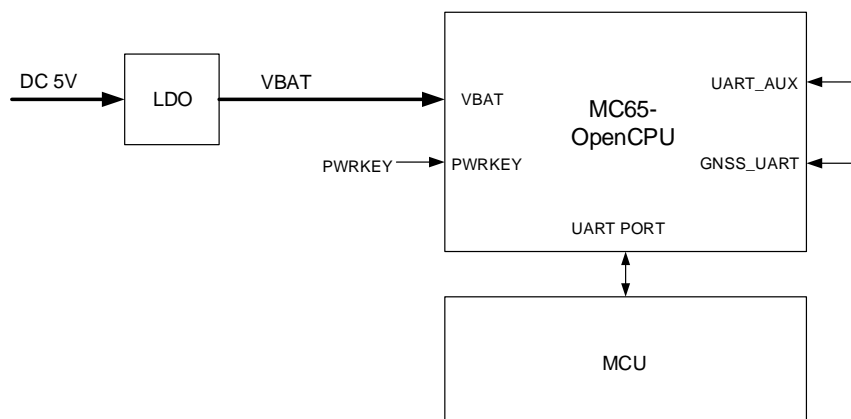 DC 5V
LDO
VBAT
VBAT
PWRKEY
PWRKEY
MC65-
OpenCPU
UART_AUX
GNSS_UART
UART PORT
MCU